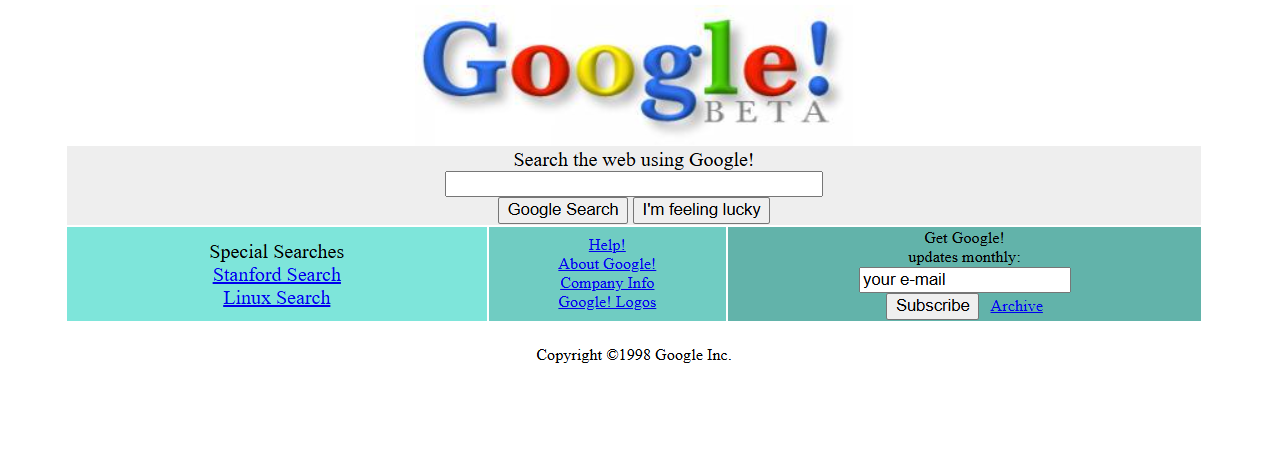 Google!
BETA
Search the web using Google!
Google Search I'm feeling lucky
Special Searches
Stanford Search
Linux Search
Help!
About Google!
Company Info
Google! Logos
Get Google!
updates monthly:
your e-mail
Subscribe Archive
Copyright ©1998 Google Inc.